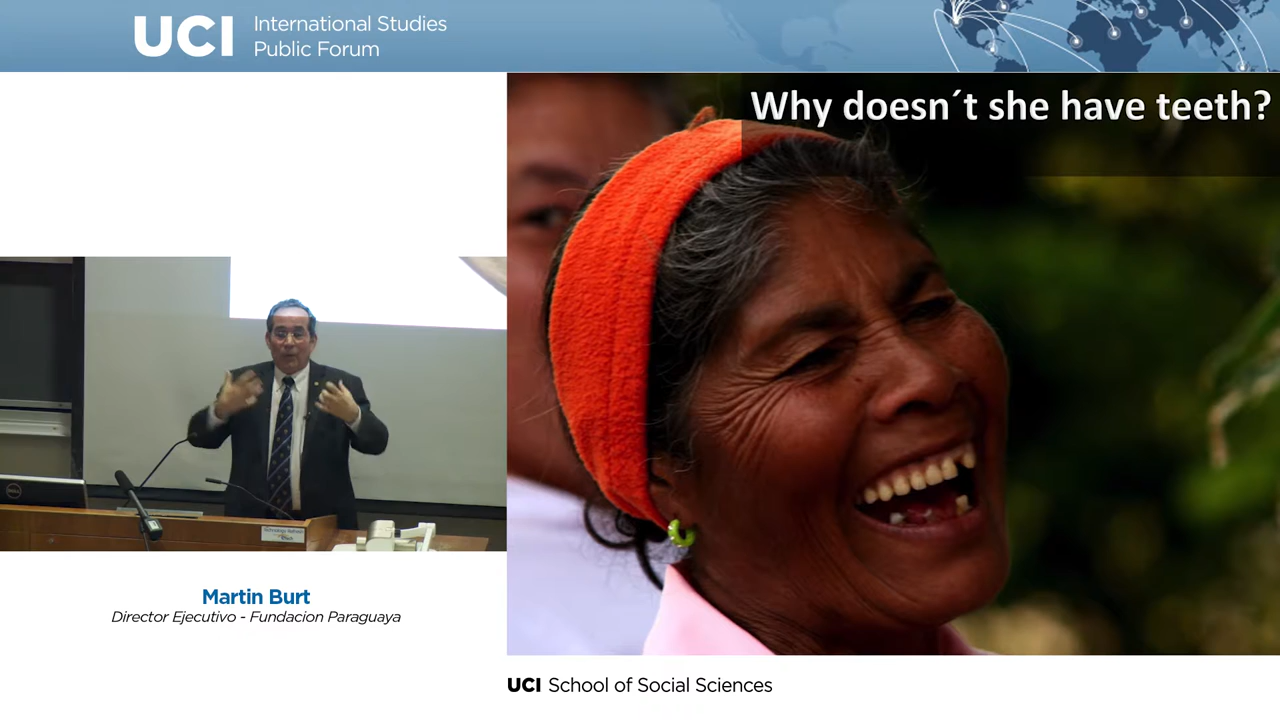 UCI
International Studies
Public Forum
Why doesn´t she have teeth?
DELL
Martin Burt
Director Ejecutivo - Fundacion Paraguaya
UCI School of Social Sciences